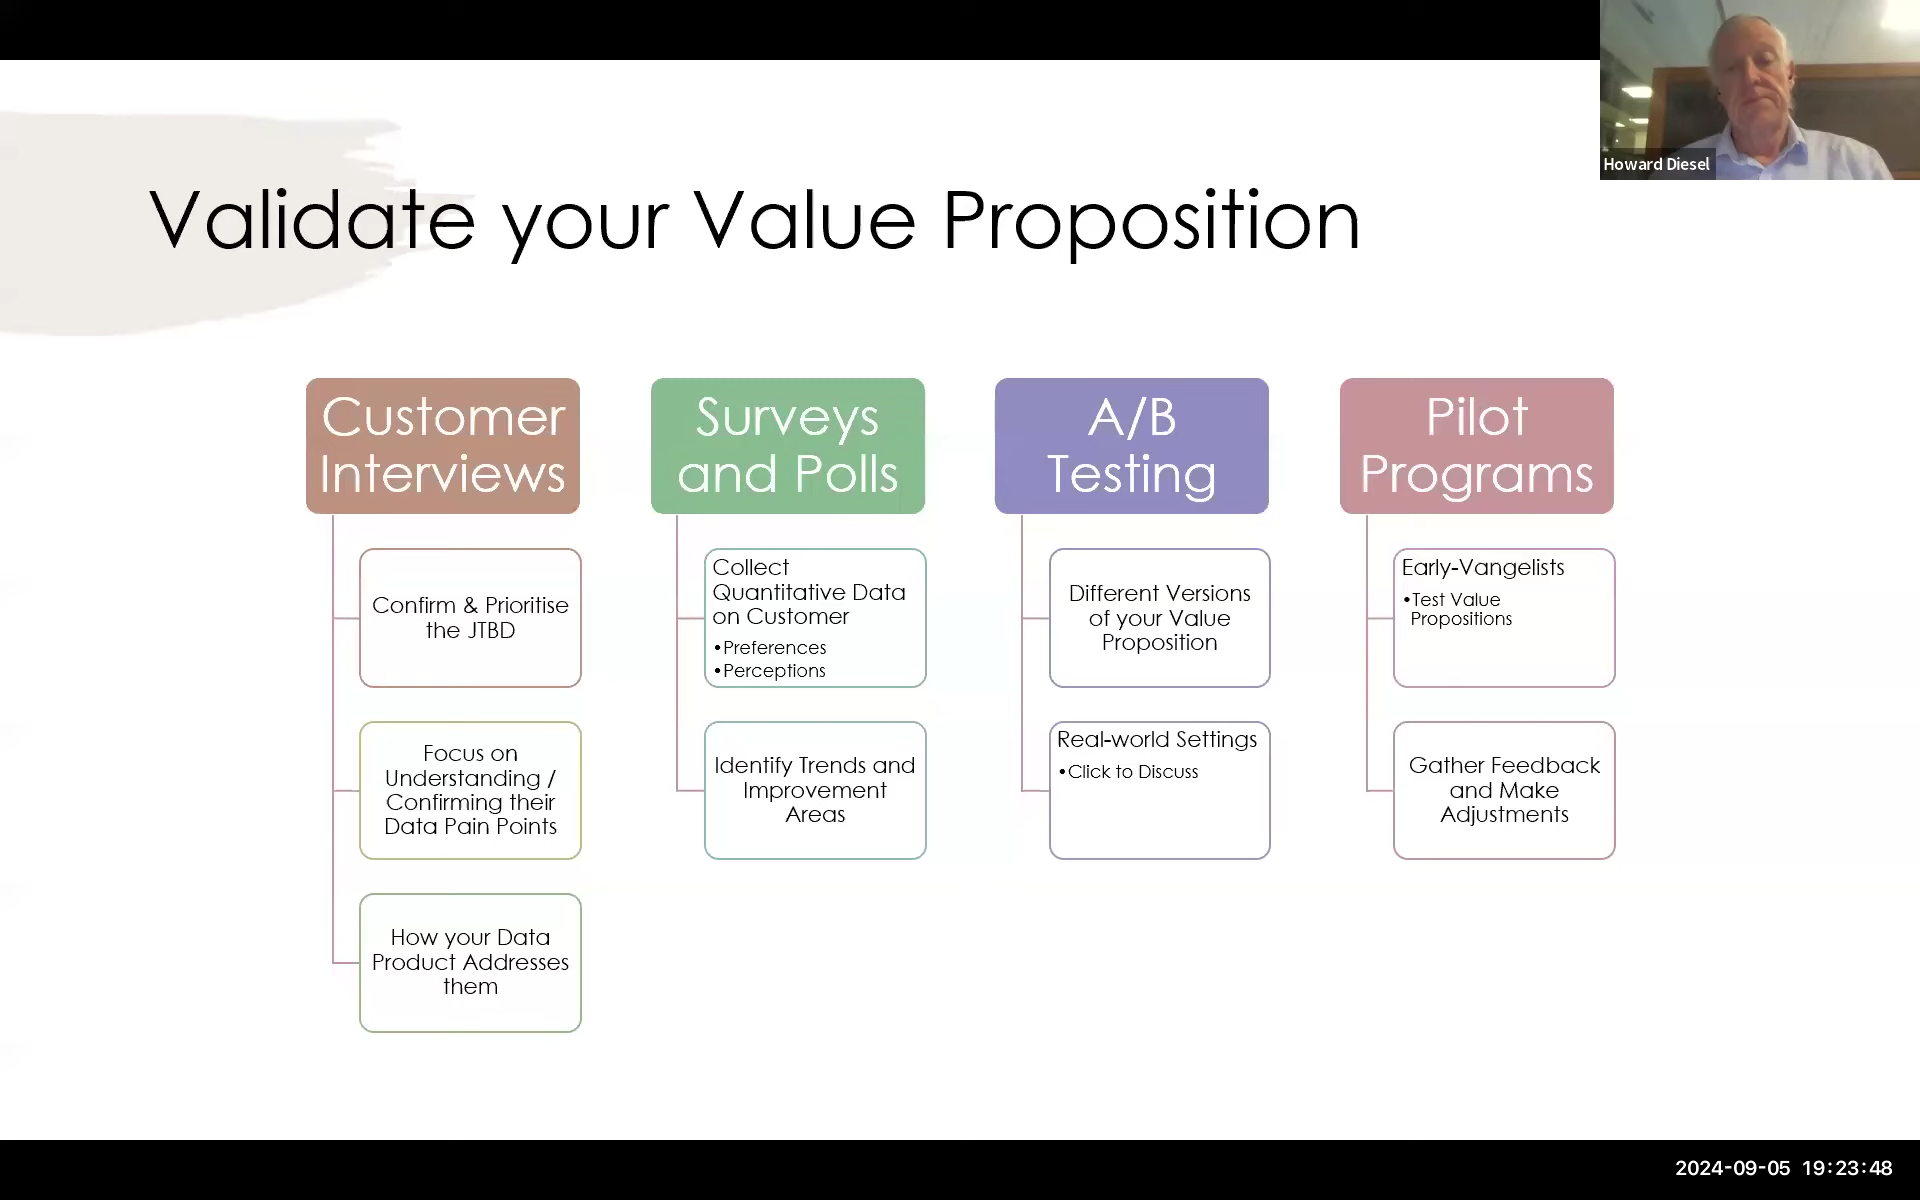 Howard Diesel
Validate your Value Proposition
Customer
Interviews
Confirm & Prioritise
the JTBD
Focus on
Understanding /
Confirming their
Data Pain Points
How your Data
Product Addresses
them
Surveys
and Polls
Collect
Quantitative Data
on Customer
•Preferences
•Perceptions
Identify Trends and
Improvement
Areas
A/B
Testing
Different Versions
of your Value
Proposition
Real-world Settings
•Click to Discuss
Pilot
Programs
Early-Vangelists
•Test Value
Propositions
Gather Feedback
and Make
Adjustments
2024-09-05 19:23:48